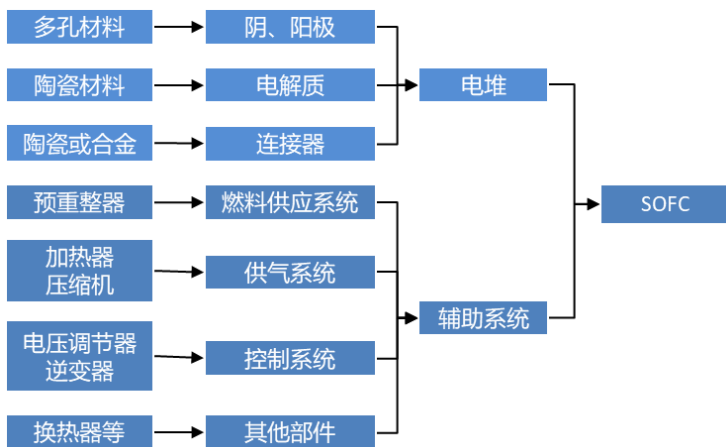 多孔材料
阴、阳极
陶瓷材料
电解质
电堆
陶瓷或合金
连接器
预重整器
燃料供应系统
SOFC
加热器
压缩机
供气系统
辅助系统
电压调节器
逆变器
控制系统
换热器等
其他部件